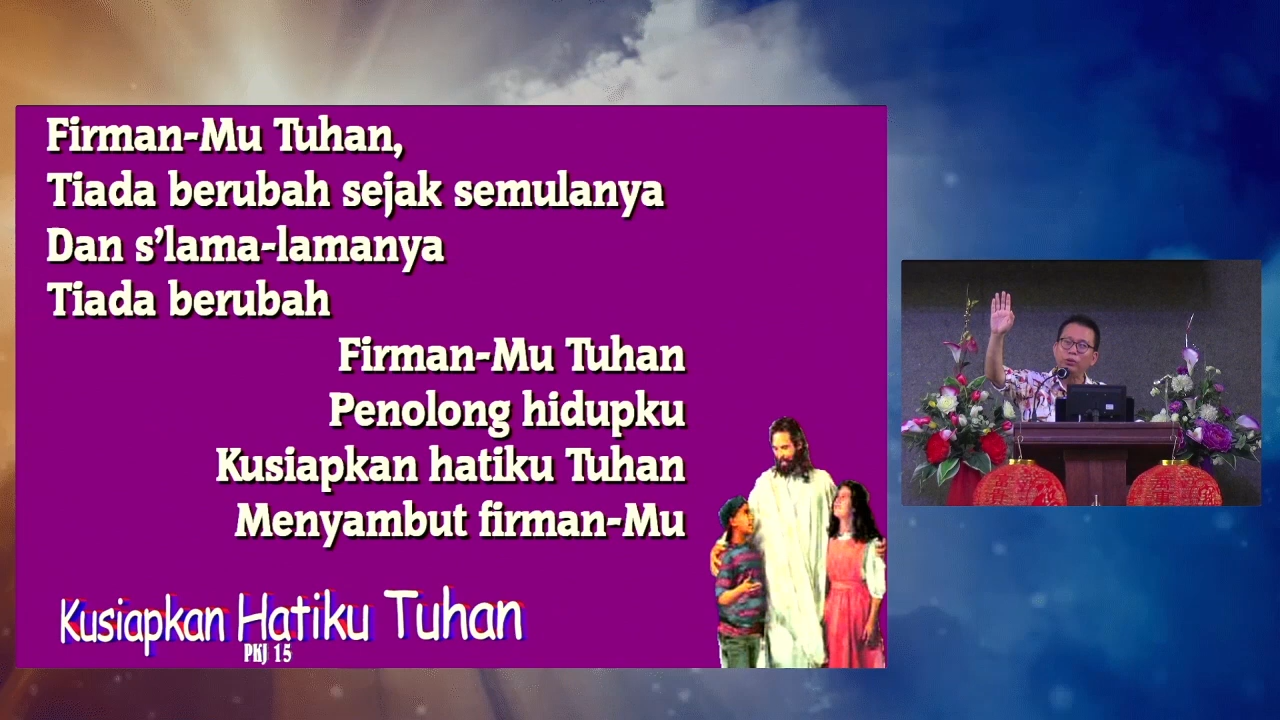 Firman-Mu Tuhan,
Tiada berubah sejak semulanya
Dan s’lama-lamanya
Tiada berubah
Firman-Mu Tuhan
Penolong hidupku
Kusiapkan hatiku Tuhan
Menyambut firman-Mu
Kusiapkan Hatiku Tuhan
PKJ 15